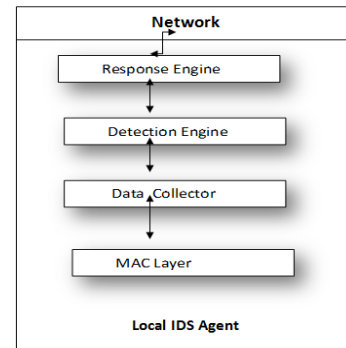 Network
Response Engine
Detection Engine
Data Collector
MAC Layer
Local IDS Agent